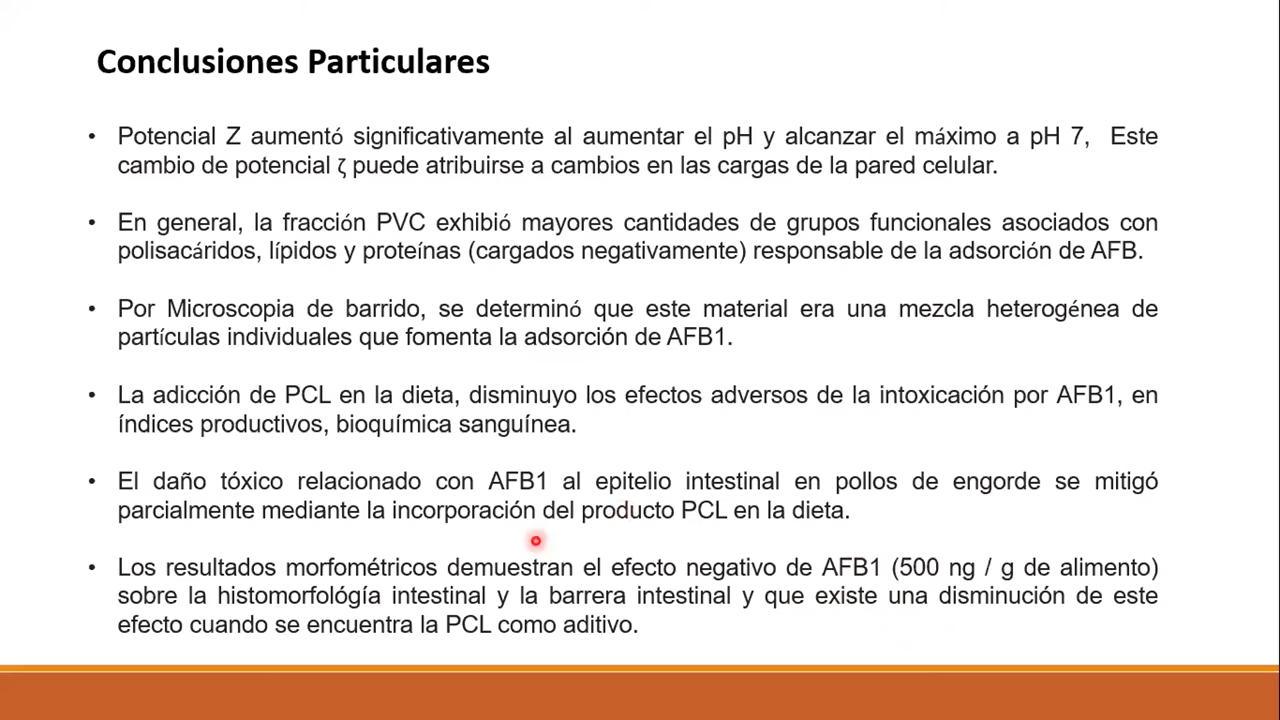 Conclusiones Particulares
• Potencial Z aumentó significativamente al aumentar el pH y alcanzar el máximo a pH 7, Este
cambio de potencial ζ puede atribuirse a cambios en las cargas de la pared celular.
• En general, la fracción PVC exhibió mayores cantidades de grupos funcionales asociados con
polisacáridos, lípidos y proteínas (cargados negativamente) responsable de la adsorción de AFB.
• Por Microscopia de barrido, se determinó que este material era una mezcla heterogénea de
partículas individuales que fomenta la adsorción de AFB1.
• La adicción de PCL en la dieta, disminuyo los efectos adversos de la intoxicación por AFB1, en
índices productivos, bioquímica sanguínea.
• El daño tóxico relacionado con AFB1 al epitelio intestinal en pollos de engorde se mitigó
parcialmente mediante la incorporación del producto PCL en la dieta.
• Los resultados morfométricos demuestran el efecto negativo de AFB1 (500 ng / g de alimento)
sobre la histomorfológía intestinal y la barrera intestinal y que existe una disminución de este
efecto cuando se encuentra la PCL como aditivo.